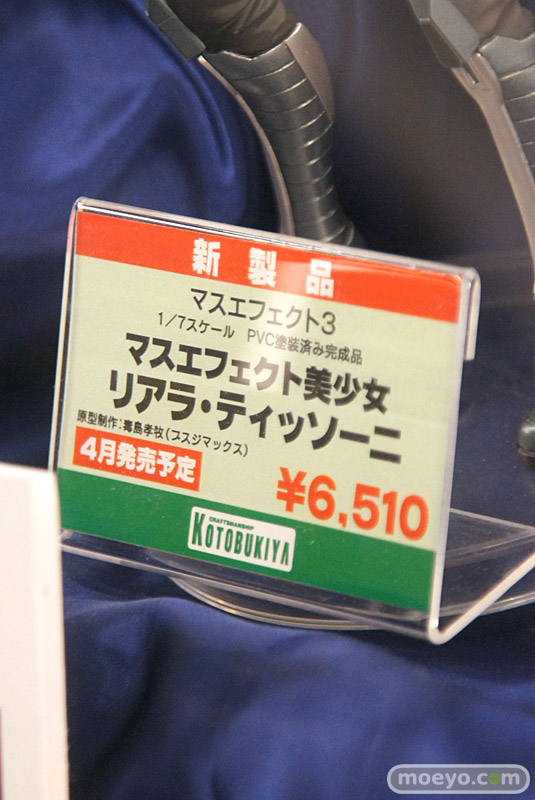 新製品
マスエフェクト3
1/7スケール PVC塗装済み完成品
マスエフェクト美少女
リアラ・ティッソーニ
原型制作:毒島孝牧(ブスジマックス)
4月発売予定
¥6,510
CRAFTSMANSHIP
KOTOBUKIYA
moeyo.com